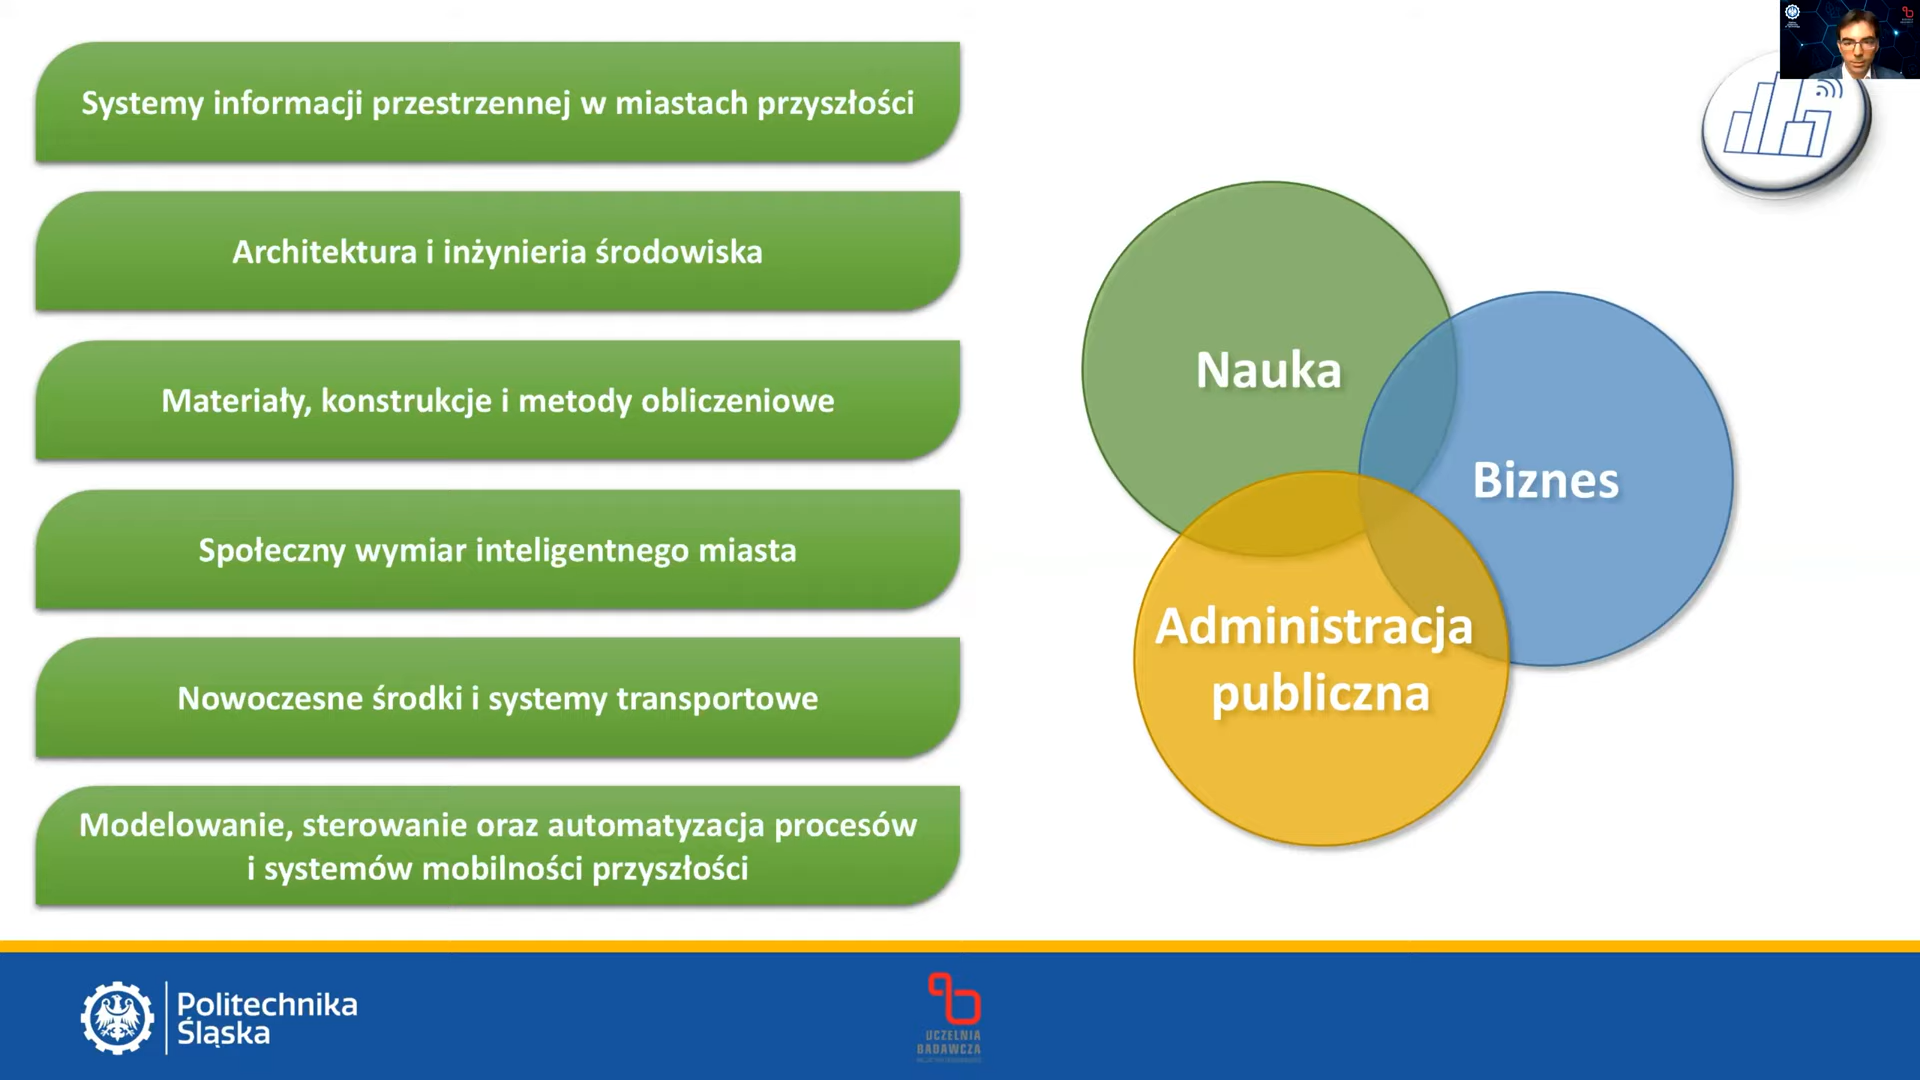 Systemy informacji przestrzennej w miastach przyszłości
Architektura i inżynieria środowiska
Materiały, konstrukcje i metody obliczeniowe
Społeczny wymiar inteligentnego miasta
Nowoczesne środki i systemy transportowe
Modelowanie, sterowanie oraz automatyzacja procesów
i systemów mobilności przyszłości
Nauka
Biznes
Administracja
publiczna
Politechnika
Śląska
UCZELNIA
BADAWCZA